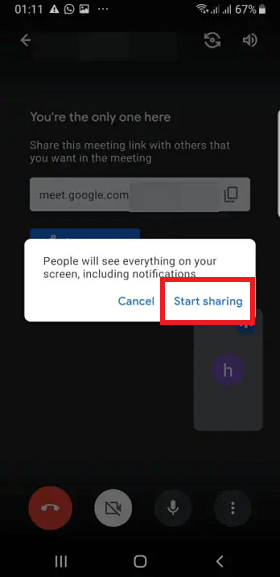 01:11 67%
You're the only one here
Share this meeting link with others that
you want in the meeting
meet.google.com
People will see everything on your
screen, including notifications
Cancel Start sharing
h